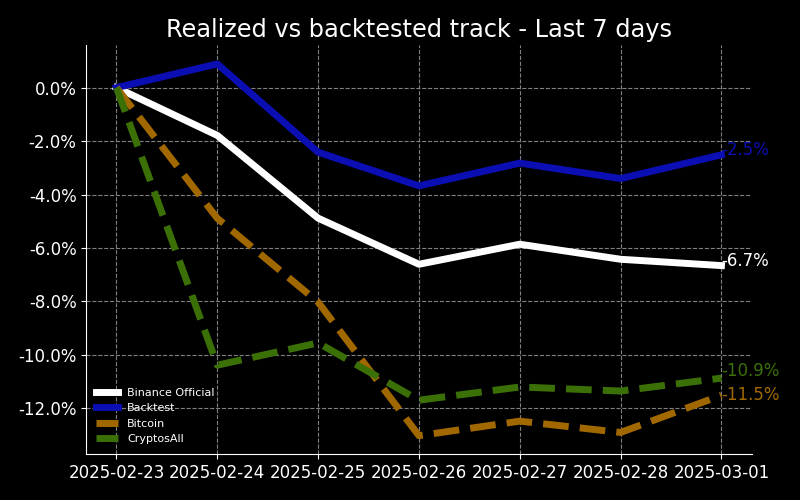 Realized vs backtested track - Last 7 days
0.0%
-2.0%
-4.0%
-6.0%
-8.0%
-10.0%
-12.0%
-2.5%
-6.7%
-10.9%
-11.5%
Binance Official
Backtest
Bitcoin
CryptosAll
2025-02-23 2025-02-24 2025-02-25 2025-02-26 2025-02-27 2025-02-28 2025-03-01